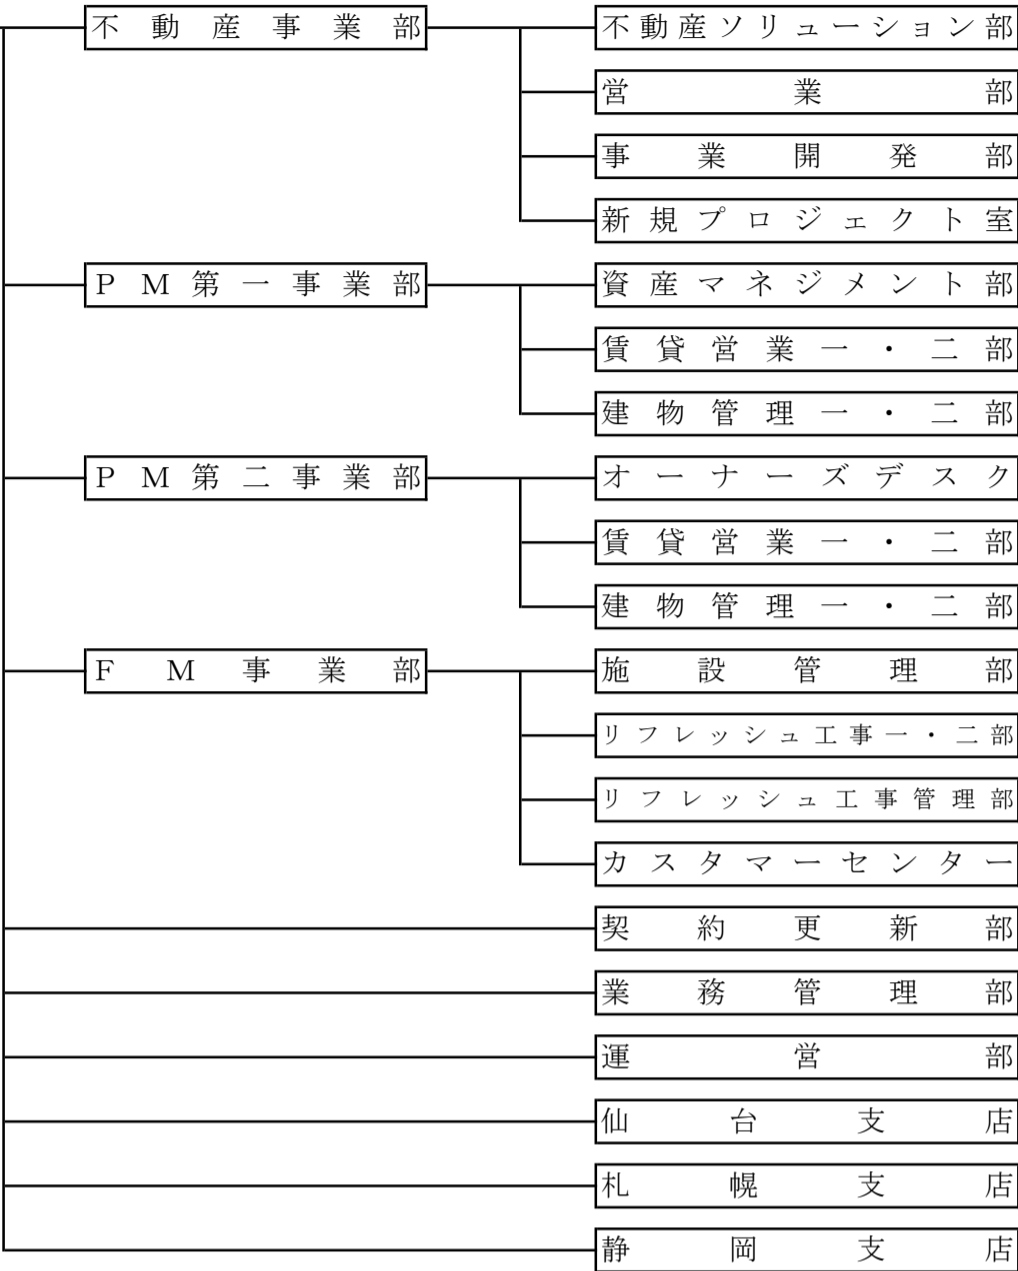 不動産事業部
不動産ソリューション部
営業部
事業開発部
新規プロジェクト室
ＰＭ第一事業部
資産マネジメント部
賃貸営業一・二部
建物管理一・二部
ＰＭ第二事業部
オーナーズデスク
賃貸営業一・二部
建物管理一・二部
ＦＭ事業部
施設管理部
リフレッシュ工事一・二部
リフレッシュ工事管理部
カスタマーセンター
契約更新部
業務管理部
運営部
仙台支店
札幌支店
静岡支店